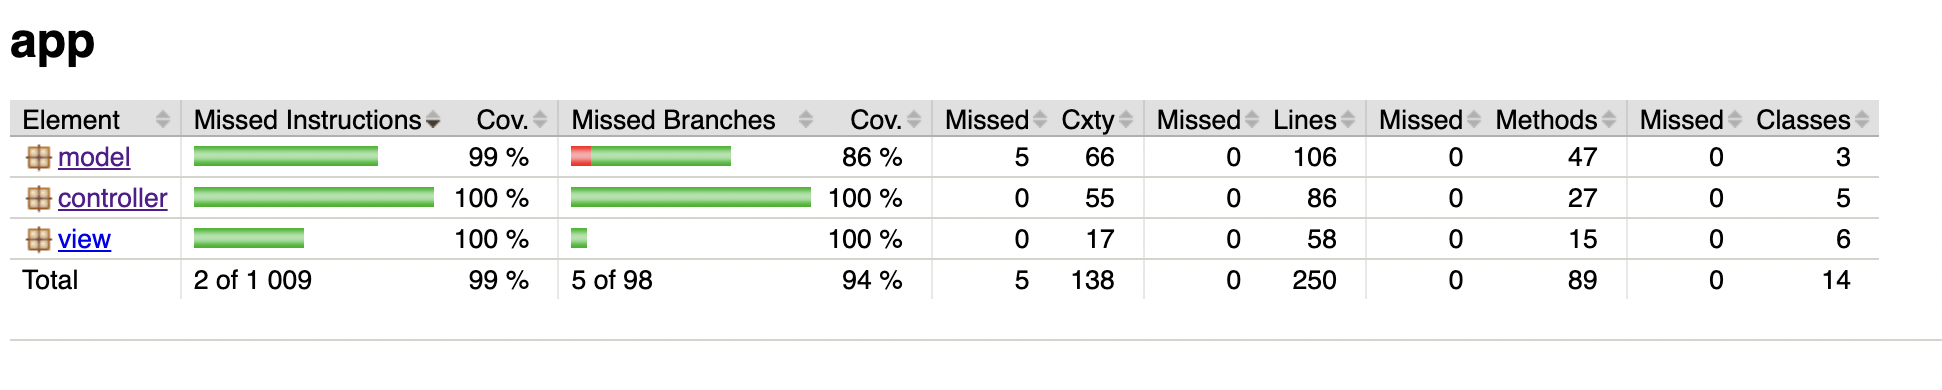 app
Element Missed Instructions Cov. Missed Branches Cov. Missed Cxty Missed Lines Missed Methods Missed Classes
model 99 % 86 % 5 66 0 106 0 47 0 3
controller 100 % 100 % 0 55 0 86 0 27 0 5
view 100 % 100 % 0 17 0 58 0 15 0 6
Total 2 of 1 009 99 % 5 of 98 94 % 5 138 0 250 0 89 0 14